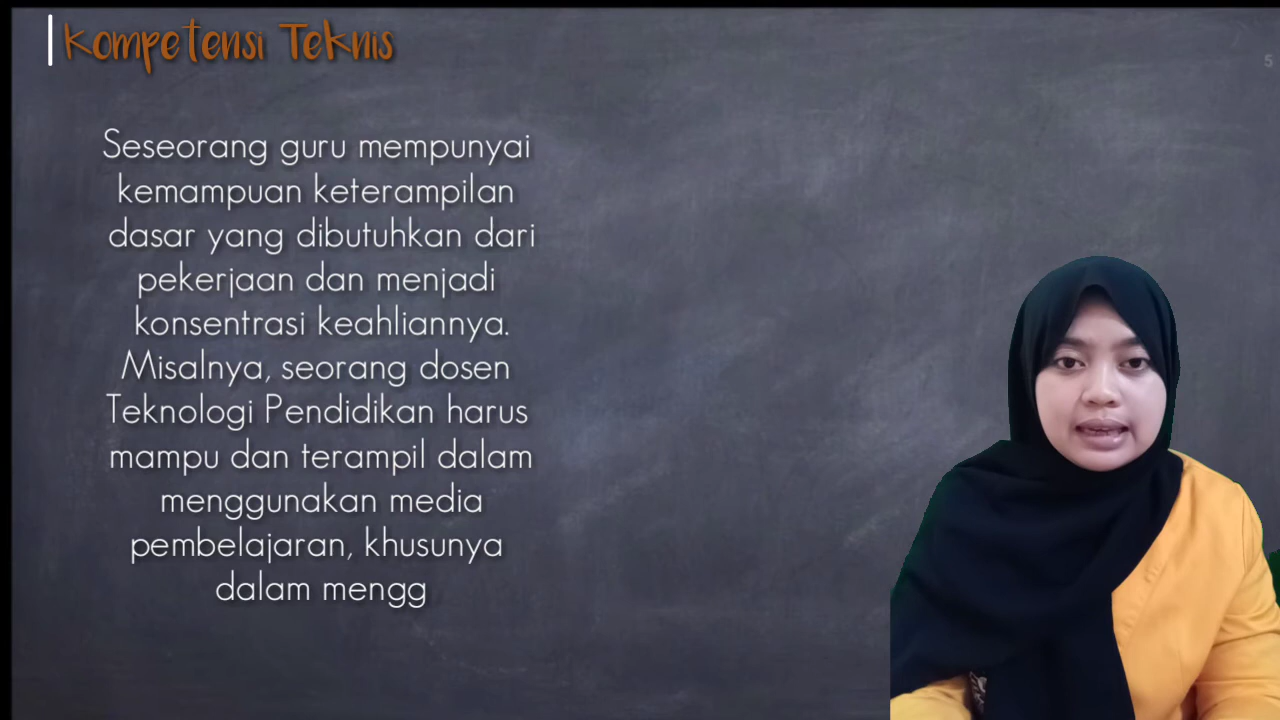 Kompetensi Teknis
5
Seseorang guru mempunyai
kemampuan keterampilan
dasar yang dibutuhkan dari
pekerjaan dan menjadi
konsentrasi keahliannya.
Misalnya, seorang dosen
Teknologi Pendidikan harus
mampu dan terampil dalam
menggunakan media
pembelajaran, khusunya
dalam mengg